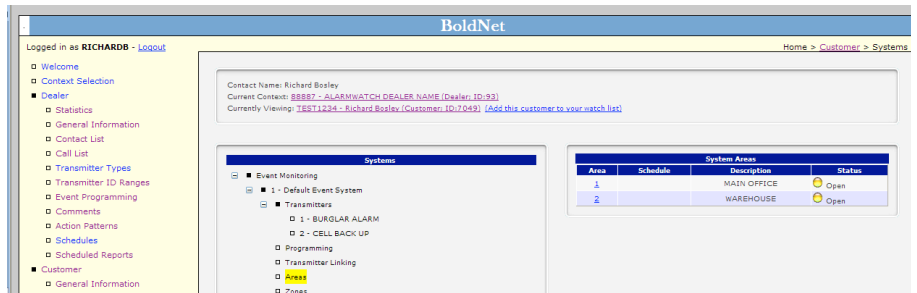 BoldNet
Logged in as RICHARDB - Logout
Home > Customer > Systems
Welcome
Context Selection
Dealer
Statistics
General Information
Contact List
Call List
Transmitter Types
Transmitter ID Ranges
Event Programming
Comments
Action Patterns
Schedules
Scheduled Reports
Customer
General Information
Contact Name: Richard Bosley
Current Context: 88887 - ALARMWATCH DEALER NAME (Dealer: ID:93)
Currently Viewing: TEST1234 - Richard Bosley (Customer: ID:7049) (Add this customer to your watch list)
Systems
Event Monitoring
1 - Default Event System
Transmitters
1 - BURGLAR ALARM
2 - CELL BACK UP
Programming
Transmitter Linking
Areas
Zones
System Areas
Area Schedule Description Status
1 MAIN OFFICE Open
2 WAREHOUSE Open